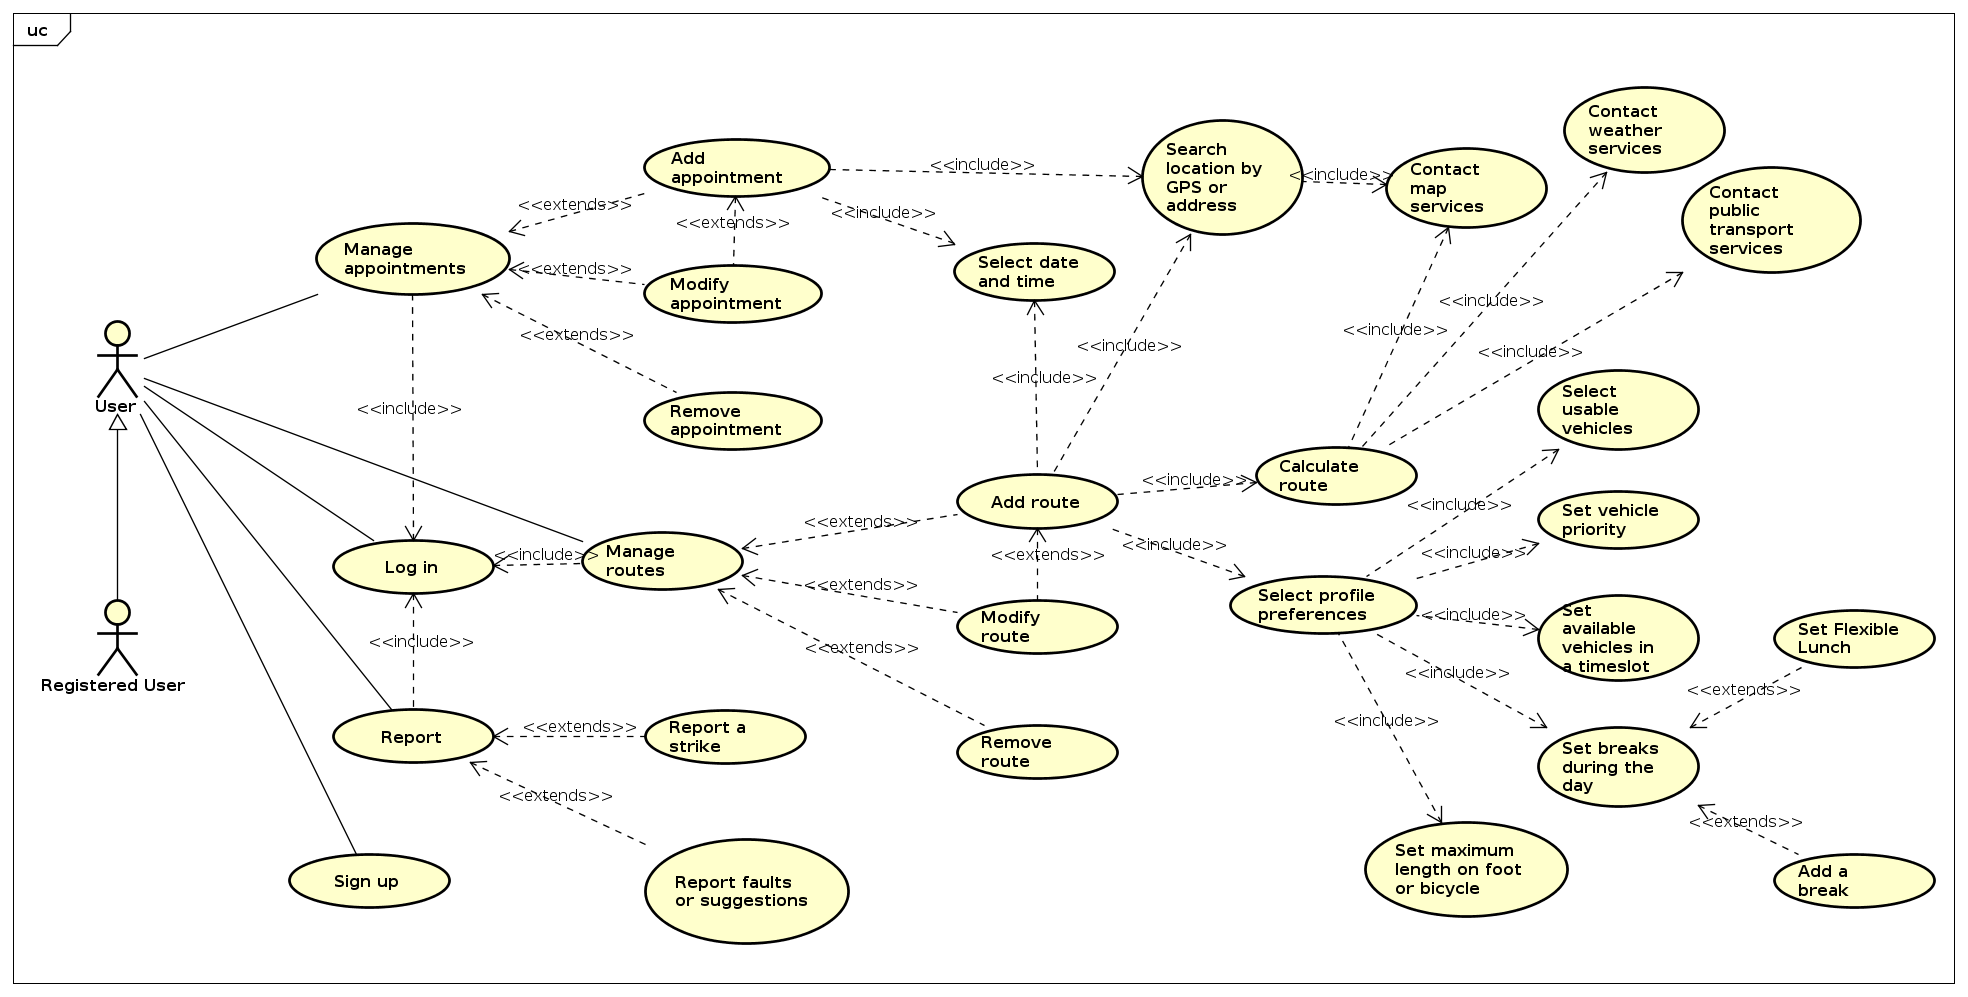 uc
Contact
weather
services
Add
appointment
<<include>>
Search
location by
GPS or
address
<<include>>
Contact
map
services
Contact
public
transport
services
<<extends>>
<<extends>>
<<include>>
Manage
appointments
<<extends>>
Modify
appointment
Select date
and time
<<include>>
<<include>>
<<extends>>
<<include>>
<<include>>
User
<<include>>
Remove
appointment
<<include>>
Select
usable
vehicles
Calculate
route
<<include>>
Add route
<<include>>
Set vehicle
priority
<<extends>>
<<extends>>
<<include>>
<<include>>
Log in
<<include>>
Manage
routes
<<extends>>
Select profile
preferences
<<include>>
Set
available
vehicles in
a timeslot
Modify
route
Set Flexible
Lunch
<<include>>
<<extends>>
<<include>>
<<extends>>
Registered User
<<include>>
Report
<<extends>>
Report a
strike
Remove
route
Set breaks
during the
day
<<extends>>
<<extends>>
Set maximum
length on foot
or bicycle
Add a
break
Sign up
Report faults
or suggestions